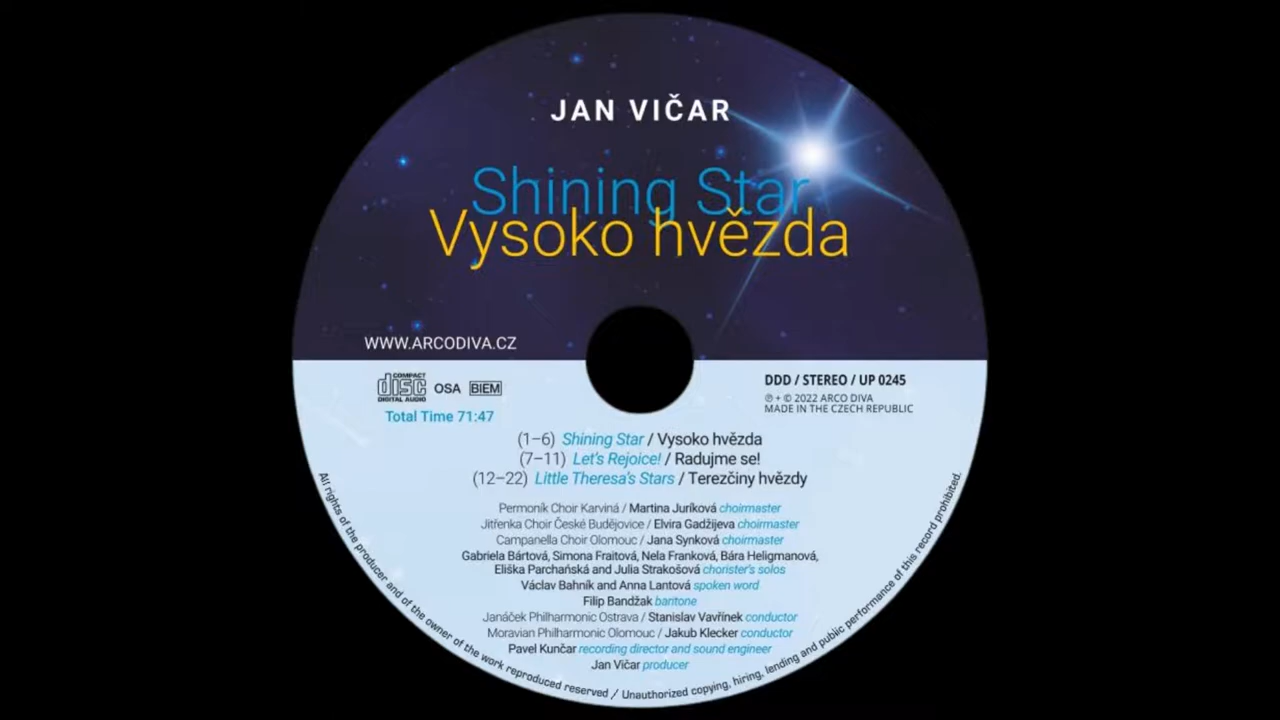 JAN VIČAR
Shining Star
Vysoko hvězda
WWW.ARCODIVA.CZ
COMPACT
disc
DIGITAL AUDIO
OSA BIEM
Total Time 71:47
DDD / STEREO / UP 0245
℗ + © 2022 ARCO DIVA
MADE IN THE CZECH REPUBLIC
(1–6) Shining Star / Vysoko hvězda
(7–11) Let's Rejoice! / Radujme se!
(12–22) Little Theresa's Stars / Terezčiny hvězdy
Permoník Choir Karviná / Martina Juríková choirmaster
Jitřenka Choir České Budějovice / Elvira Gadžijeva choirmaster
Campanella Choir Olomouc / Jana Synková choirmaster
Gabriela Bártová, Simona Fraitová, Nela Franková, Bára Heligmanová,
Eliška Parchańská and Julia Strakošová chorister's solos
Václav Bahník and Anna Lantová spoken word
Filip Bandžak baritone
Janáček Philharmonic Ostrava / Stanislav Vavřínek conductor
Moravian Philharmonic Olomouc / Jakub Klecker conductor
Pavel Kunčar recording director and sound engineer
Jan Vičar producer
All rights of the producer and of the owner of the work reproduced reserved / Unauthorized copying, hiring, lending and public performance of this record prohibited.